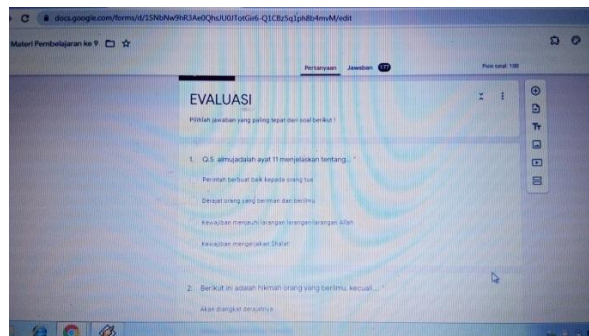 docs.google.com/forms/d/1SNbNw9hR3Ae0QhsJU0JTotGir6-Q1CBzSq1ph8b4mvM/edit
Materi Pembelajaran ke 9
Pertanyaan Jawaban 177 Poin total: 100
EVALUASI
Pilihlah jawaban yang paling tepat dari soal berikut !
1. Q.S. almujadalah ayat 11 menjelaskan tentang... *
Perintah berbuat baik kepada orang tua
Derajat orang yang beriman dan berilmu
Kewajiban menjauhi larangan larangan-larangan Allah
Kewajiban mengerjakan Shalat
2. Berikut ini adalah hikmah orang yang berilmu, kecuali.... *
Akan diangkat derajatnya